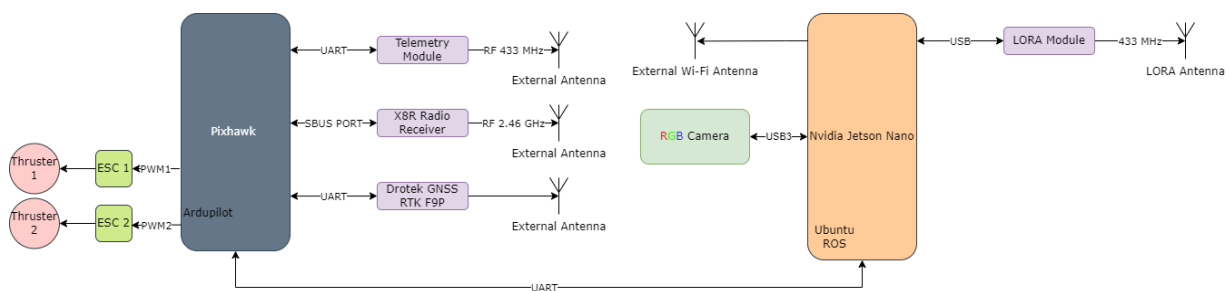 UART
Telemetry
Module
RF 433 MHz
External Antenna
Pixhawk
SBUS PORT
X8R Radio
Receiver
RF 2.46 GHz
External Antenna
UART
Drotek GNSS
RTK F9P
External Antenna
Thruster
1
ESC 1
PWM1
Thruster
2
ESC 2
PWM2
Ardupilot
UART
External Wi-Fi Antenna
RGB Camera
USB3
Nvidia Jetson Nano
Ubuntu
ROS
USB
LORA Module
433 MHz
LORA Antenna